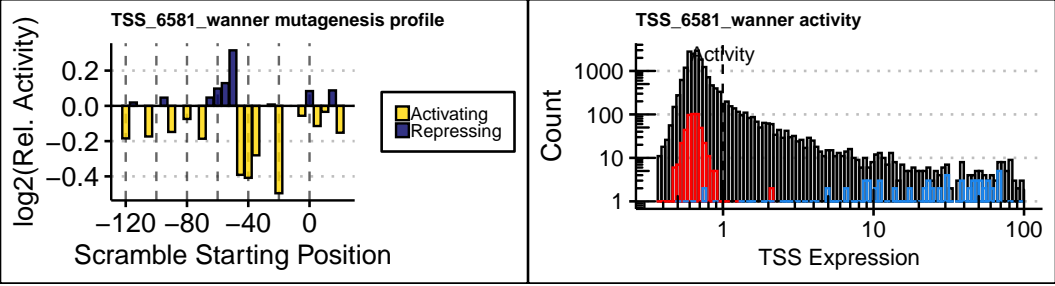 TSS_6581_wanner mutagenesis profile
log2(Rel. Activity)
0.2
0.0
−0.2
−0.4
−120
−80
−40
0
Scramble Starting Position
Activating
Repressing
TSS_6581_wanner activity
Activity
Count
1000
100
10
1
1
10
100
TSS Expression